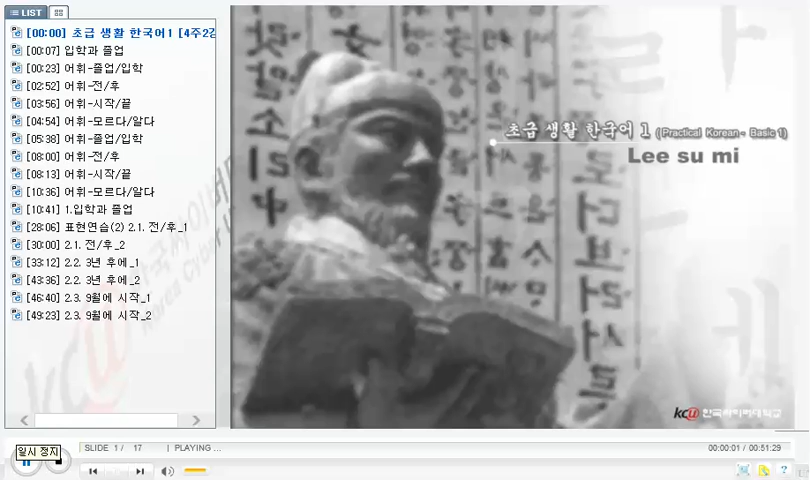 LIST
[00:00] 초급 생활 한국어1 [4주2강
[00:07] 입학과 졸업
[00:23] 어휘-졸업/입학
[02:52] 어휘-전/후
[03:56] 어휘-시작/끝
[04:54] 어휘-모르다/알다
[05:38] 어휘-졸업/입학
[08:00] 어휘-전/후
[08:13] 어휘-시작/끝
[10:36] 어휘-모르다/알다
[10:41] 1.입학과 졸업
[28:06] 표현연습(2) 2.1. 전/후_1
[30:00] 2.1. 전/후_2
[33:12] 2.2. 3년 후에_1
[43:36] 2.2. 3년 후에_2
[46:40] 2.3. 9월에 시작_1
[49:23] 2.3. 9월에 시작_2
초급 생활 한국어 1 (Practical Korean - Basic 1)
Lee su mi
kcu 한국싸이버대학교
일시 정지
SLIDE 1 / 17 | PLAYING ...
00:00:01 / 00:51:29